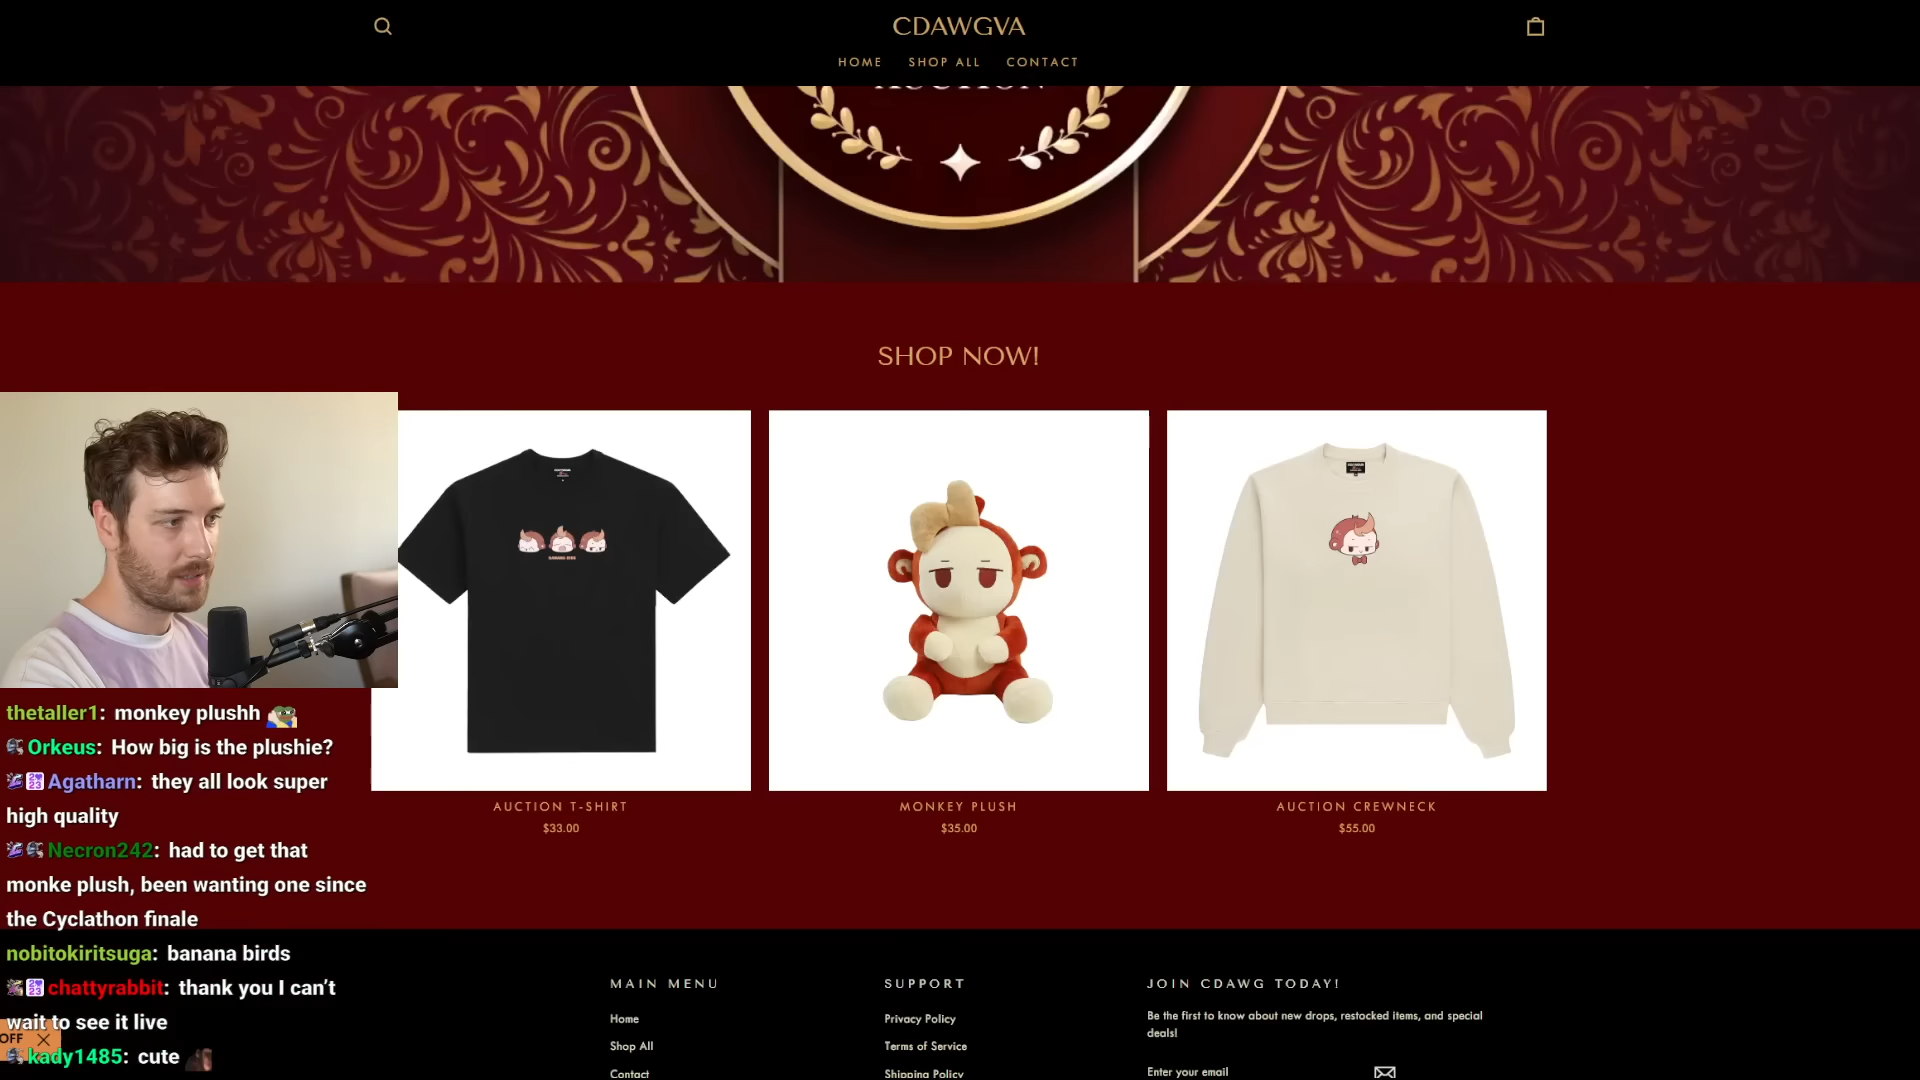 CDAWGVA
HOME SHOP ALL CONTACT
AUCTION
SHOP NOW!
AUCTION T-SHIRT
$33.00
MONKEY PLUSH
$35.00
AUCTION CREWNECK
$55.00
thetaller1: monkey plushh
Orkeus: How big is the plushie?
Agatharn: they all look super
high quality
Necron242: had to get that
monke plush, been wanting one since
the Cyclathon finale
nobitokiritsuga: banana birds
chattyrabbit: thank you I can't
wait to see it live
OFF
kady1485: cute
MAIN MENU
Home
Shop All
Contact
SUPPORT
Privacy Policy
Terms of Service
Shipping Policy
JOIN CDAWG TODAY!
Be the first to know about new drops, restocked items, and special
deals!
Enter your email